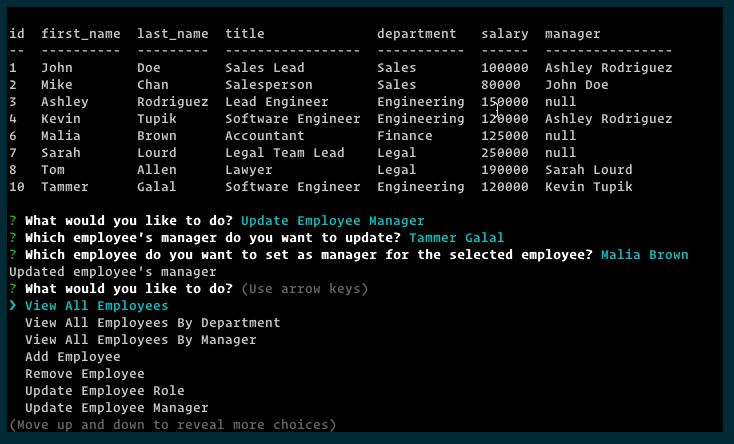 id  first_name  last_name  title              department   salary  manager
--  ----------  ---------  -----------------  -----------  ------  ----------------
1   John        Doe        Sales Lead         Sales        100000  Ashley Rodriguez
2   Mike        Chan       Salesperson        Sales        80000   John Doe
3   Ashley      Rodriguez  Lead Engineer      Engineering  150000  null
4   Kevin       Tupik      Software Engineer  Engineering  120000  Ashley Rodriguez
6   Malia       Brown      Accountant         Finance      125000  null
7   Sarah       Lourd      Legal Team Lead    Legal        250000  null
8   Tom         Allen      Lawyer             Legal        190000  Sarah Lourd
10  Tammer      Galal      Software Engineer  Engineering  120000  Kevin Tupik
? What would you like to do? Update Employee Manager
? Which employee's manager do you want to update? Tammer Galal
? Which employee do you want to set as manager for the selected employee? Malia Brown
Updated employee's manager
? What would you like to do? (Use arrow keys)
❯ View All Employees
View All Employees By Department
View All Employees By Manager
Add Employee
Remove Employee
Update Employee Role
Update Employee Manager
(Move up and down to reveal more choices)